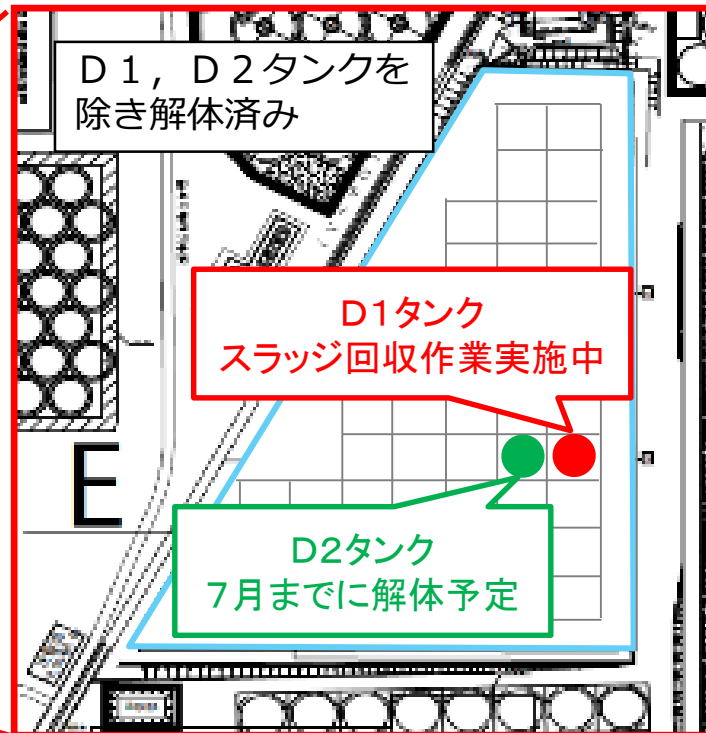 Ｄ１，Ｄ２タンクを
除き解体済み
D1タンク
スラッジ回収作業実施中
E
D2タンク
7月までに解体予定